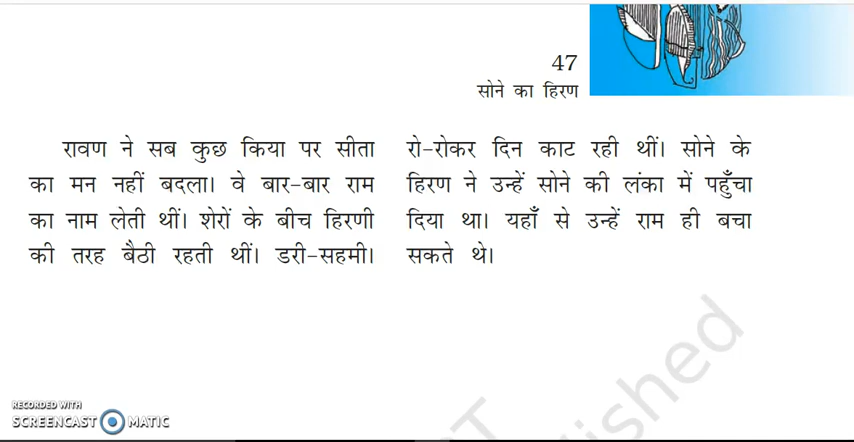 47
सोने का हिरण
रावण ने सब कुछ किया पर सीता
का मन नहीं बदला। वे बार-बार राम
का नाम लेती थीं। शेरों के बीच हिरणी
की तरह बैठी रहती थीं। डरी-सहमी।
रो-रोकर दिन काट रही थीं। सोने के
हिरण ने उन्हें सोने की लंका में पहुँचा
दिया था। यहाँ से उन्हें राम ही बचा
सकते थे।
RECORDED WITH
SCREENCAST MATIC